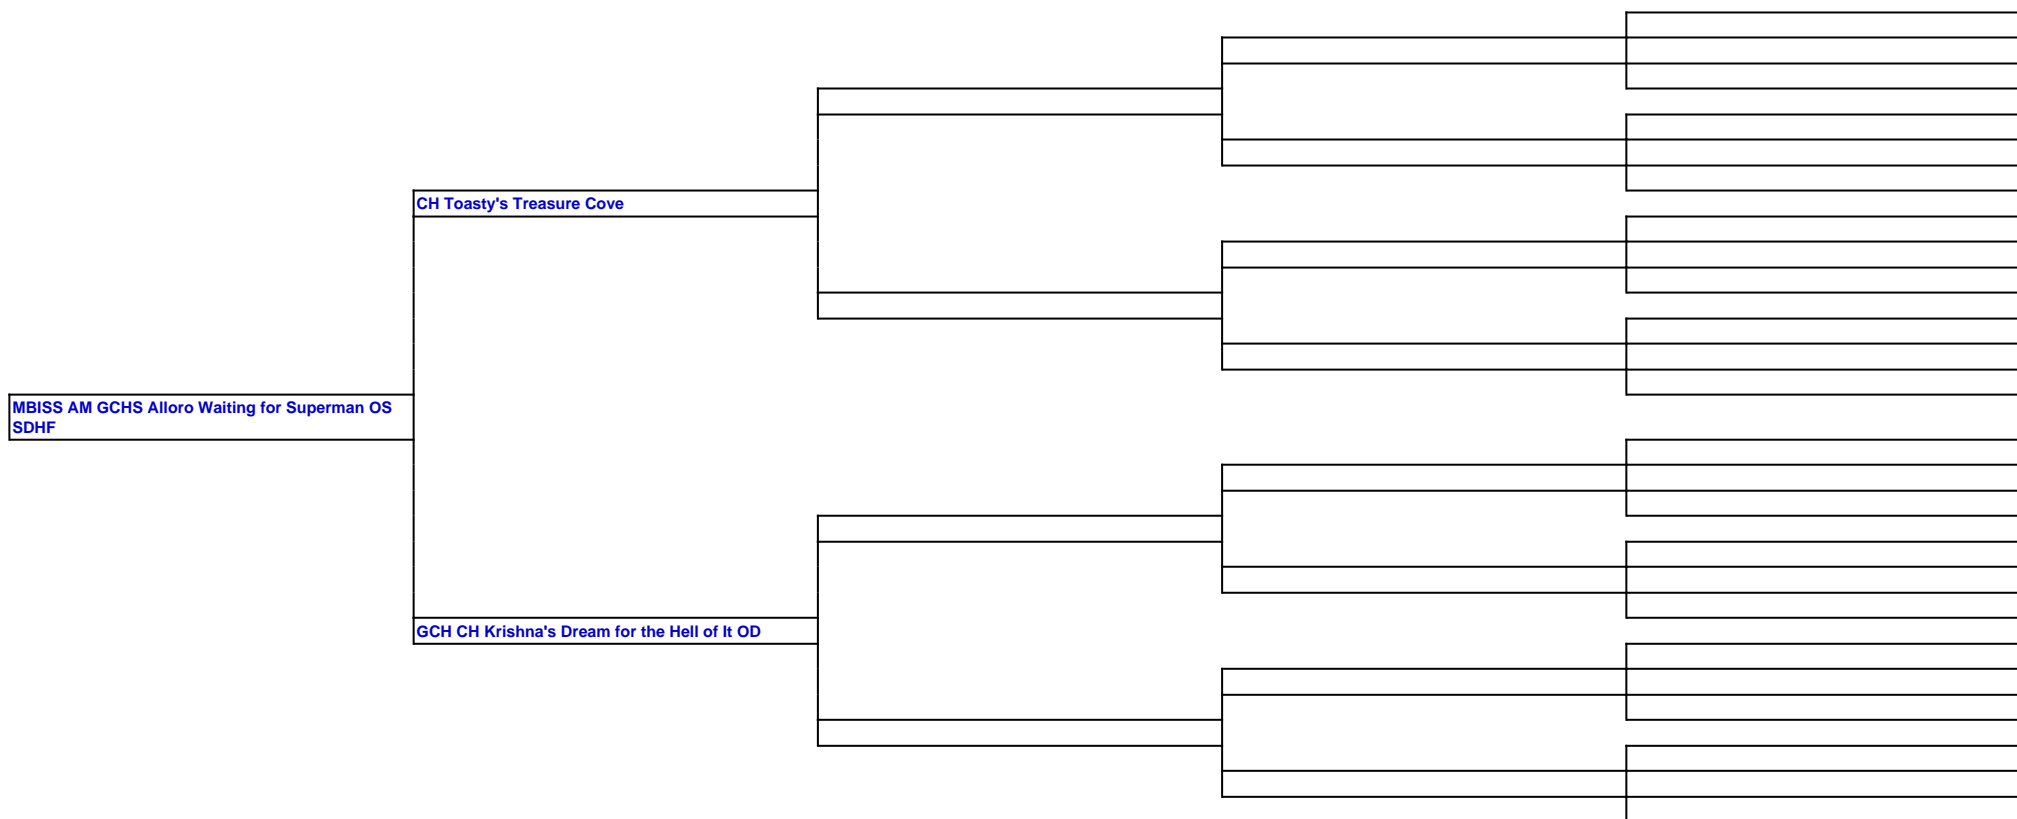 CH Toasty's Treasure Cove
MBISS AM GCHS Alloro Waiting for Superman OS
SDHF
GCH CH Krishna's Dream for the Hell of It OD